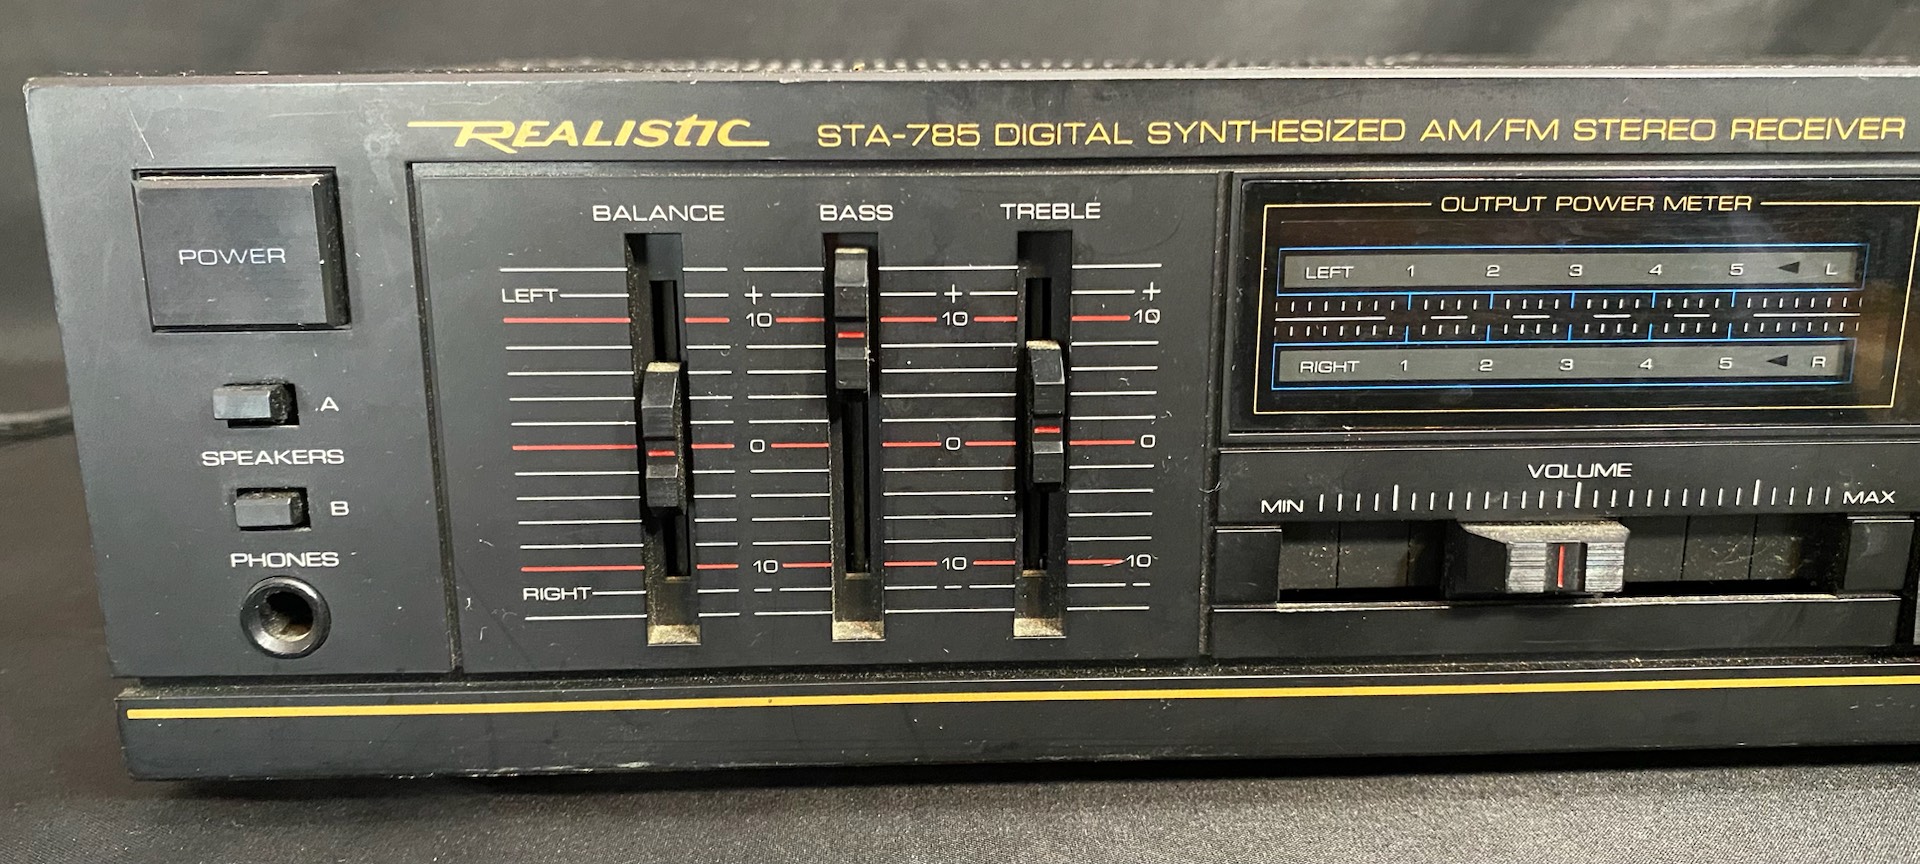 REALISTIC STA-785 DIGITAL SYNTHESIZED AM/FM STEREO RECEIVER
POWER
A
SPEAKERS
B
PHONES
BALANCE BASS TREBLE
LEFT + + +
10 10 10
0 0 0
10 10 10
RIGHT - - -
OUTPUT POWER METER
LEFT 1 2 3 4 5 ◄ L
RIGHT 1 2 3 4 5 ◄ R
VOLUME
MIN MAX